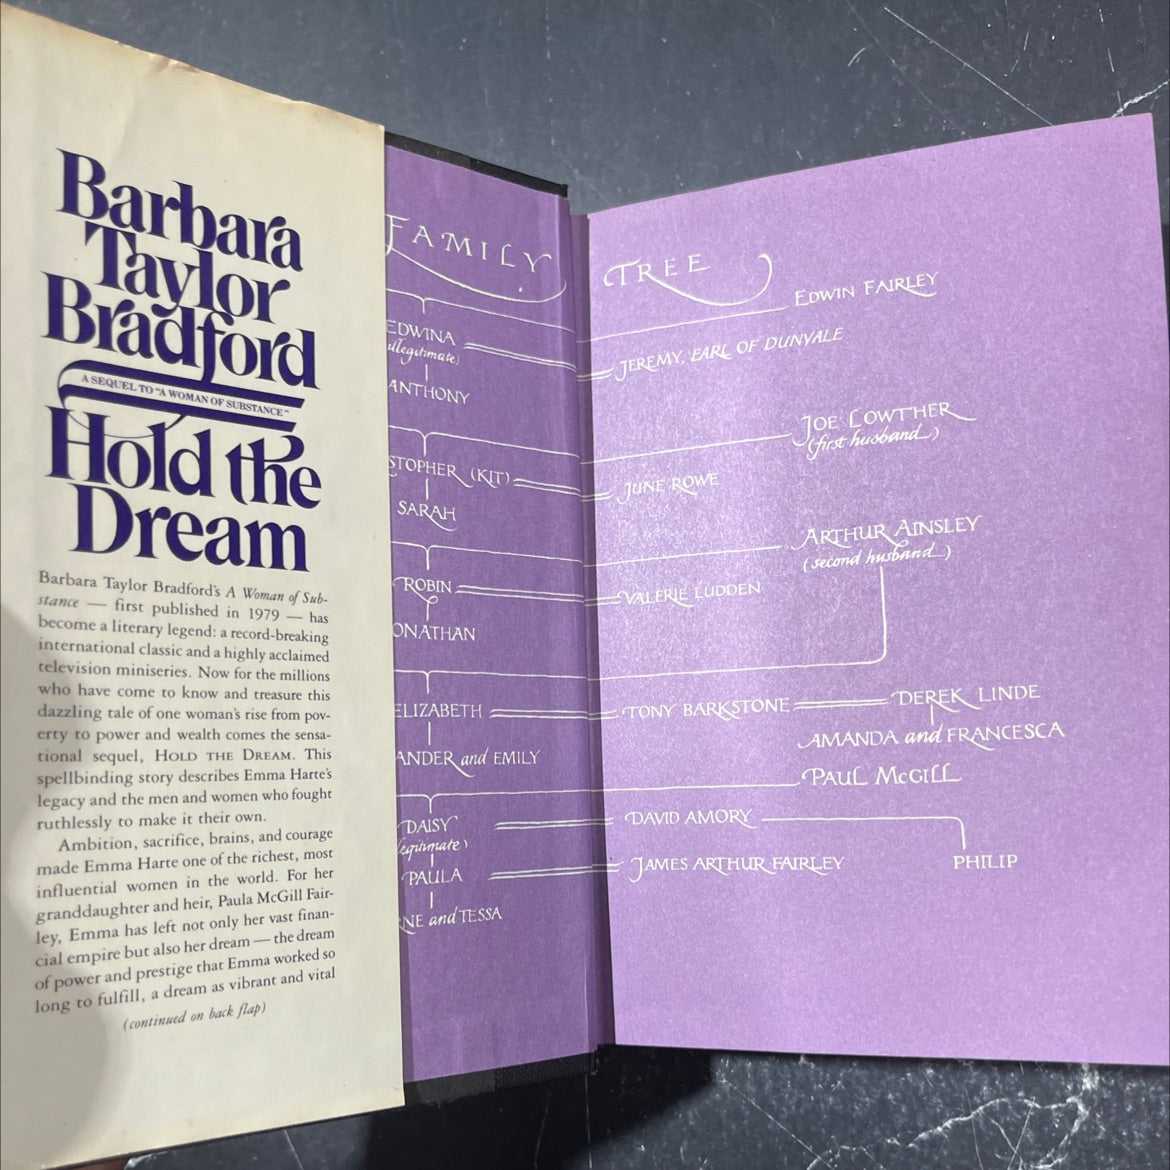 Barbara
Taylor
Bradford
A SEQUEL TO "A WOMAN OF SUBSTANCE"
Hold the
Dream
Barbara Taylor Bradford's A Woman of Sub-
stance — first published in 1979 — has
become a literary legend: a record-breaking
international classic and a highly acclaimed
television miniseries. Now for the millions
who have come to know and treasure this
dazzling tale of one woman's rise from pov-
erty to power and wealth comes the sensa-
tional sequel, HOLD THE DREAM. This
spellbinding story describes Emma Harte's
legacy and the men and women who fought
ruthlessly to make it their own.
Ambition, sacrifice, brains, and courage
made Emma Harte one of the richest, most
influential women in the world. For her
granddaughter and heir, Paula McGill Fair-
ley, Emma has left not only her vast finan-
cial empire but also her dream — the dream
of power and prestige that Emma worked so
long to fulfill, a dream as vibrant and vital
(continued on back flap)
FAMILY TREE
EDWIN FAIRLEY
EDWINA
(illegitimate)
JEREMY, EARL OF DUNVALE
ANTHONY
JOE LOWTHER
(first husband)
STOPHER (KIT) JUNE ROWE
SARAH
ARTHUR AINSLEY
(second husband)
ROBIN VALERIE LUDDEN
ONATHAN
ELIZABETH TONY BARKSTONE DEREK LINDE
ANDER and EMILY AMANDA and FRANCESCA
PAUL McGILL
DAISY DAVID AMORY
egitimate)
PAULA JAMES ARTHUR FAIRLEY PHILIP
RNE and TESSA